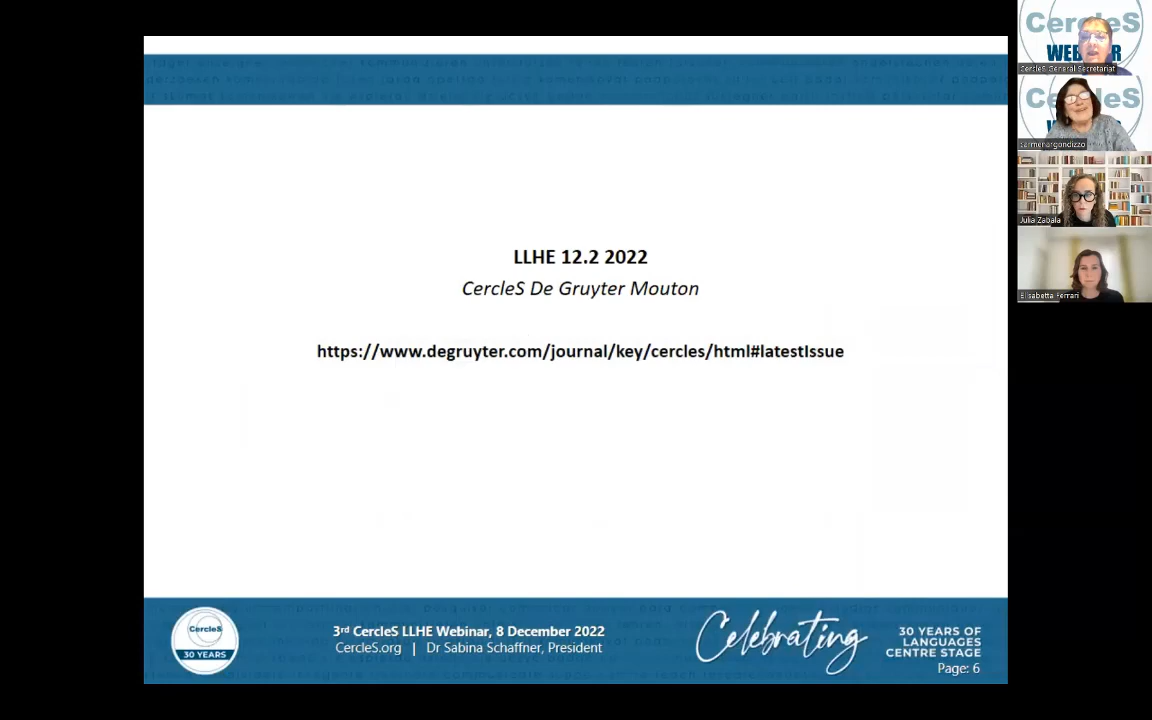 LLHE 12.2 2022
CercleS De Gruyter Mouton
https://www.degruyter.com/journal/key/cercles/html#latestIssue
CercleS
30 YEARS
3rd CercleS LLHE Webinar, 8 December 2022
CercleS.org | Dr Sabina Schaffner, President
Celebrating
30 YEARS OF
LANGUAGES
CENTRE STAGE
Page: 6
CercleS General Secretariat
carmenargondizzo
Julia Zabala
Elisabetta Ferrari